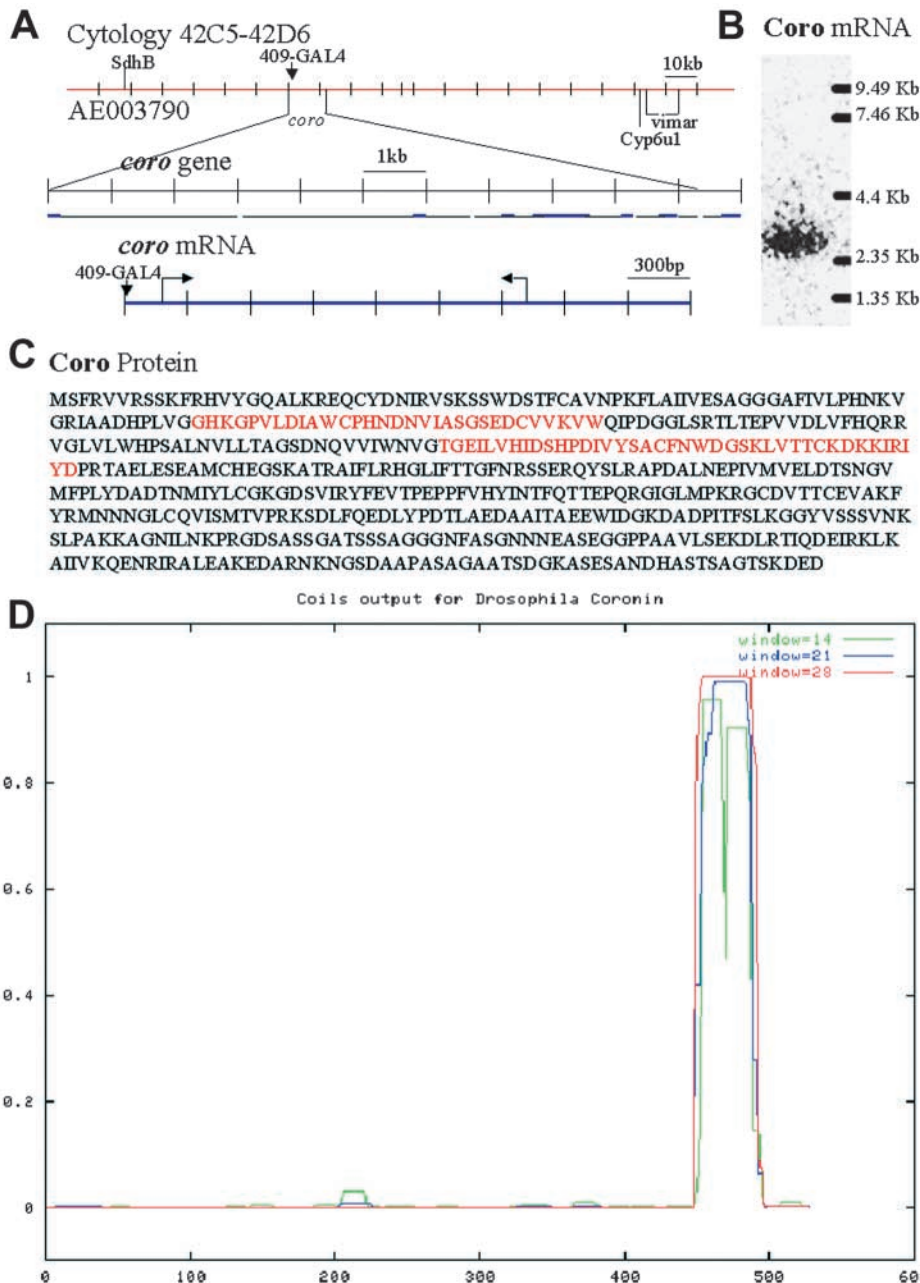 A
Cytology 42C5-42D6
SdhB
409-GAL4
10kb
AE003790
coro
vimar
Cyp6u1
coro gene
1kb
coro mRNA
409-GAL4
300bp
B
Coro mRNA
9.49 Kb
7.46 Kb
4.4 Kb
2.35 Kb
1.35 Kb
C
Coro Protein
MSFRVVRSSKFRHVYGQALKREQCYDNIRVSKSSWDSTFCAVNPKFLAIIVESAGGGAFIVLPHNKV
GRIAADHPLVGGHKGPVLDIAWCPHNDNVIASGSEDCVVKVWQIPDGGLSRTLTEPVVDLVFHQRR
VGLVLWHPSALNVLLTAGSDNQVVIWNVGTGEILVHIDSHPDIVYSACFNWDGSKLVTTCKDKKIRI
YDPRTAELESEAMCHEGSKATRAIFLRHGLIFTTGFNRSSERQYSLRAPDALNEPIVMVELDTSNGV
MFPLYDADTNMIYLCGKGDSVIRYFEVTPEPPFVHYINTFQTTEPQRGIGLMPKRGCDVTTCEVAKF
YRMNNNGLCQVISMTVPRKSDLFQEDLYPDTLAEDAAITAEEWIDGKDADPITFSLKGGYVSSSVNK
SLPAKKAGNILNKPRGDSASSGATSSSAGGGNFASGNNNEASEGGPPAAVLSEKDLRTIQDEIRKLK
AIIVKQENRIRALEAKEDARNKNGSDAAPASAGAATSDGKASESANDHASTSAGTSKDED
D
Coils output for Drosophila Coronin
window=14
window=21
window=28
1
0.8
0.6
0.4
0.2
0
0 100 200 300 400 500 60